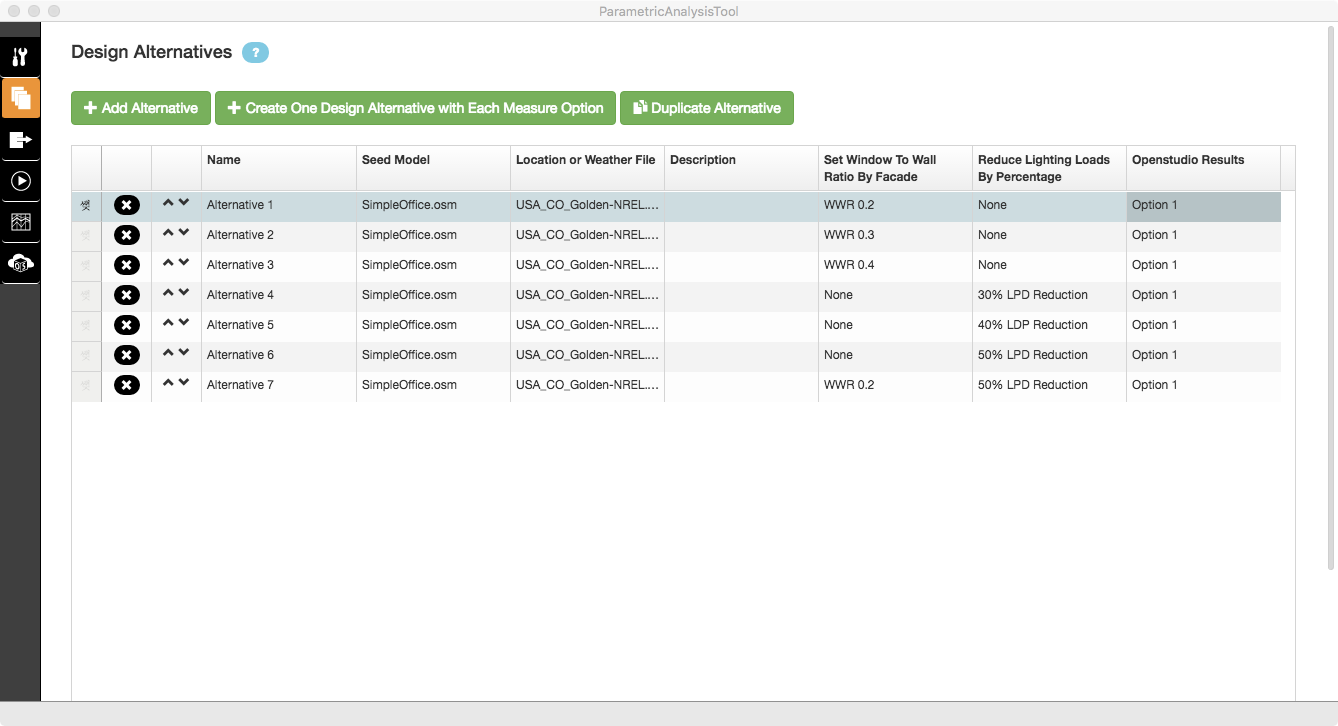 ParametricAnalysisTool
Design Alternatives ?
Add Alternative Create One Design Alternative with Each Measure Option Duplicate Alternative
Name Seed Model Location or Weather File Description Set Window To Wall Reduce Lighting Loads Openstudio Results
Ratio By Facade By Percentage
Alternative 1 SimpleOffice.osm USA_CO_Golden-NREL.... WWR 0.2 None Option 1
Alternative 2 SimpleOffice.osm USA_CO_Golden-NREL.... WWR 0.3 None Option 1
Alternative 3 SimpleOffice.osm USA_CO_Golden-NREL.... WWR 0.4 None Option 1
Alternative 4 SimpleOffice.osm USA_CO_Golden-NREL.... None 30% LPD Reduction Option 1
Alternative 5 SimpleOffice.osm USA_CO_Golden-NREL.... None 40% LDP Reduction Option 1
Alternative 6 SimpleOffice.osm USA_CO_Golden-NREL.... None 50% LPD Reduction Option 1
Alternative 7 SimpleOffice.osm USA_CO_Golden-NREL.... WWR 0.2 50% LPD Reduction Option 1